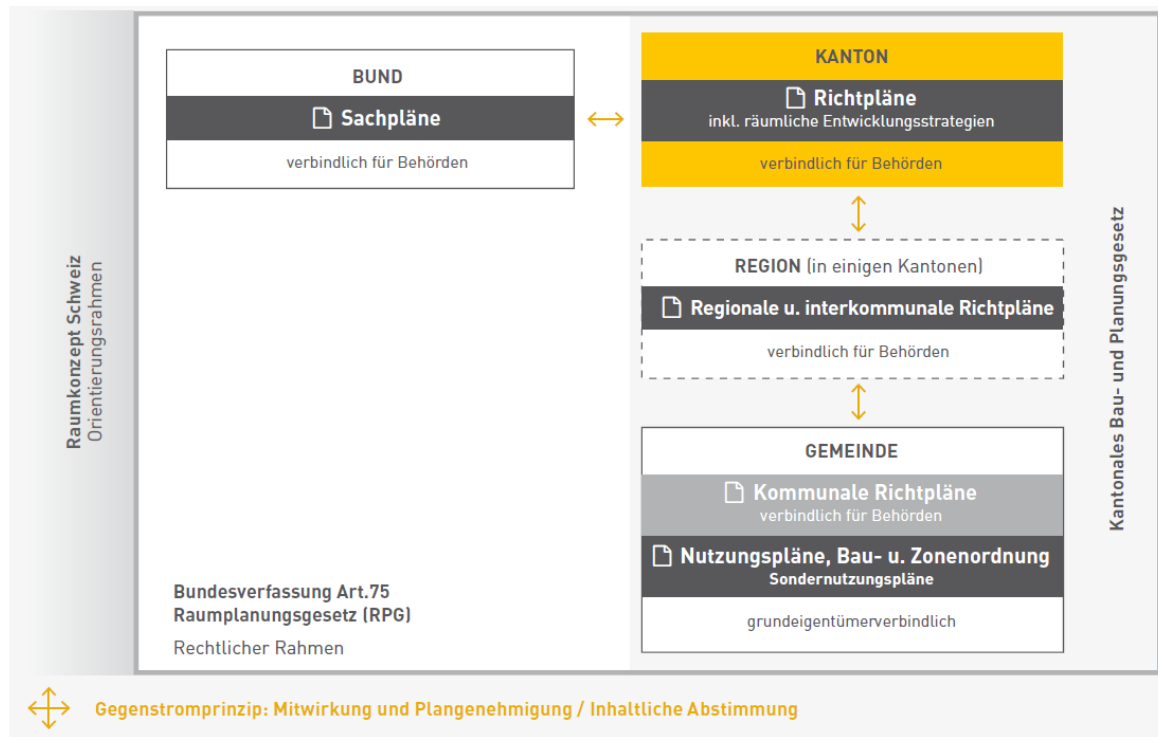 Raumkonzept Schweiz
Orientierungsrahmen
BUND
Sachpläne
verbindlich für Behörden
KANTON
Richtpläne
inkl. räumliche Entwicklungsstrategien
verbindlich für Behörden
REGION (in einigen Kantonen)
Regionale u. interkommunale Richtpläne
verbindlich für Behörden
GEMEINDE
Kommunale Richtpläne
verbindlich für Behörden
Nutzungspläne, Bau- u. Zonenordnung
Sondernutzungspläne
grundeigentümerverbindlich
Bundesverfassung Art.75
Raumplanungsgesetz (RPG)
Rechtlicher Rahmen
Kantonales Bau- und Planungsgesetz
Gegenstromprinzip: Mitwirkung und Plangenehmigung / Inhaltliche Abstimmung